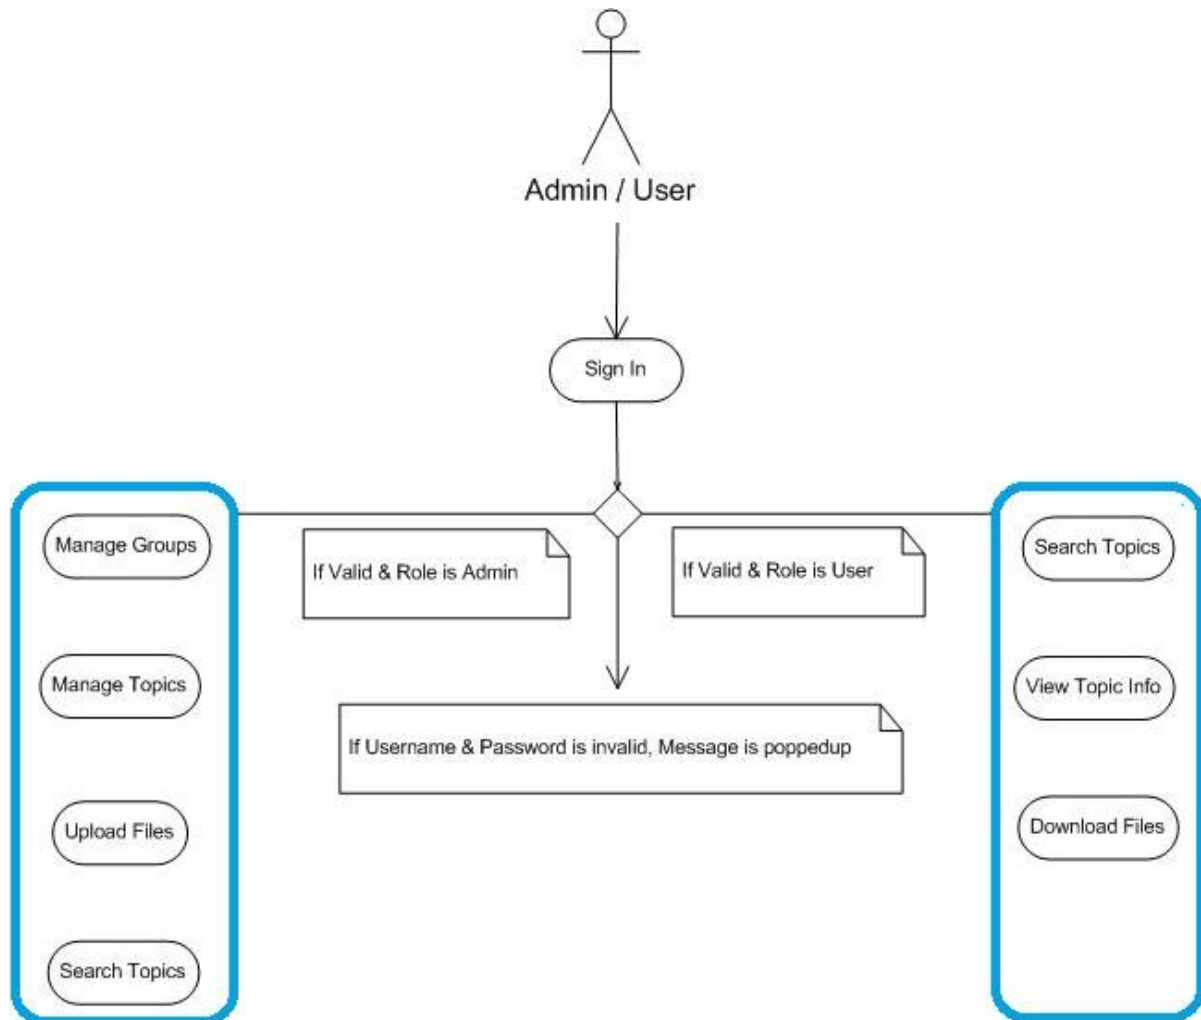 Admin / User
Sign In
Manage Groups
If Valid & Role is Admin
If Valid & Role is User
Search Topics
Manage Topics
View Topic Info
If Username & Password is invalid, Message is poppedup
Upload Files
Download Files
Search Topics